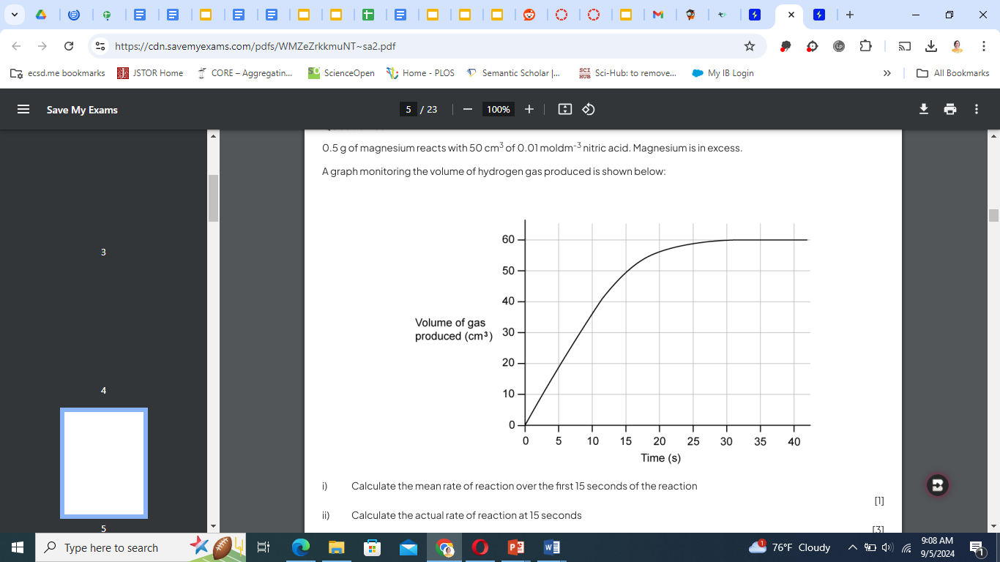 https://cdn.savemyexams.com/pdfs/WMZeZrkkmuNT~sa2.pdf
ecsd.me bookmarks JSTOR Home CORE – Aggregatin... ScienceOpen Home - PLOS Semantic Scholar |... SCI HUB Sci-Hub: to remove... My IB Login » All Bookmarks
Save My Exams 5 / 23 100%
3
4
5
0.5 g of magnesium reacts with 50 cm³ of 0.01 moldm⁻³ nitric acid. Magnesium is in excess.
A graph monitoring the volume of hydrogen gas produced is shown below:
60
50
40
Volume of gas
produced (cm³)
30
20
10
0
0 5 10 15 20 25 30 35 40
Time (s)
i) Calculate the mean rate of reaction over the first 15 seconds of the reaction
[1]
ii) Calculate the actual rate of reaction at 15 seconds
[3]
Type here to search
76°F Cloudy
9:08 AM
9/5/2024